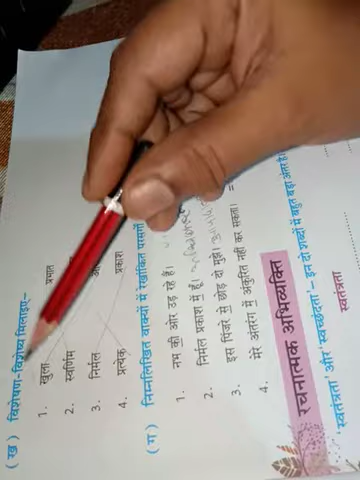 (ख) विशेषण-विशेष्य मिलाइए-
1. खुला प्रभात
2. स्वर्णिम
3. निर्मल
4. प्रत्येक प्रकाश
(ग) निम्नलिखित वाक्यों में रेखांकित
1. नभ की ओर उड़ रहे हैं।
2. निर्मल प्रकाश में हूँ।
3. इस पिंजरे से छोड़ दो मुझे।
4. मेरे अंतरंग में अंकुरित नहीं कर सकता।
रचनात्मक अभिव्यक्ति
'स्वतंत्रता' और 'स्वच्छंदता'- इन दो शब्दों में बहुत बड़ा अंतर है।
स्वतंत्रता